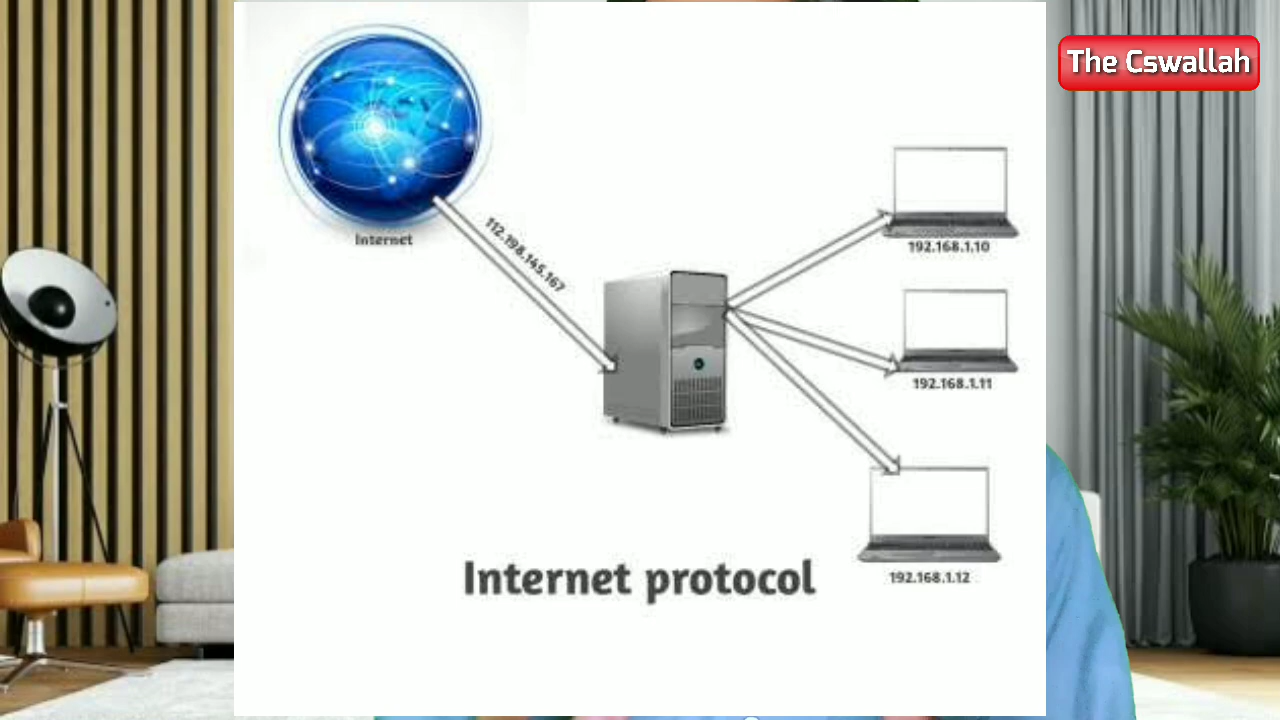 The Cswallah
Internet
112.198.145.167
192.168.1.10
192.168.1.11
192.168.1.12
Internet protocol